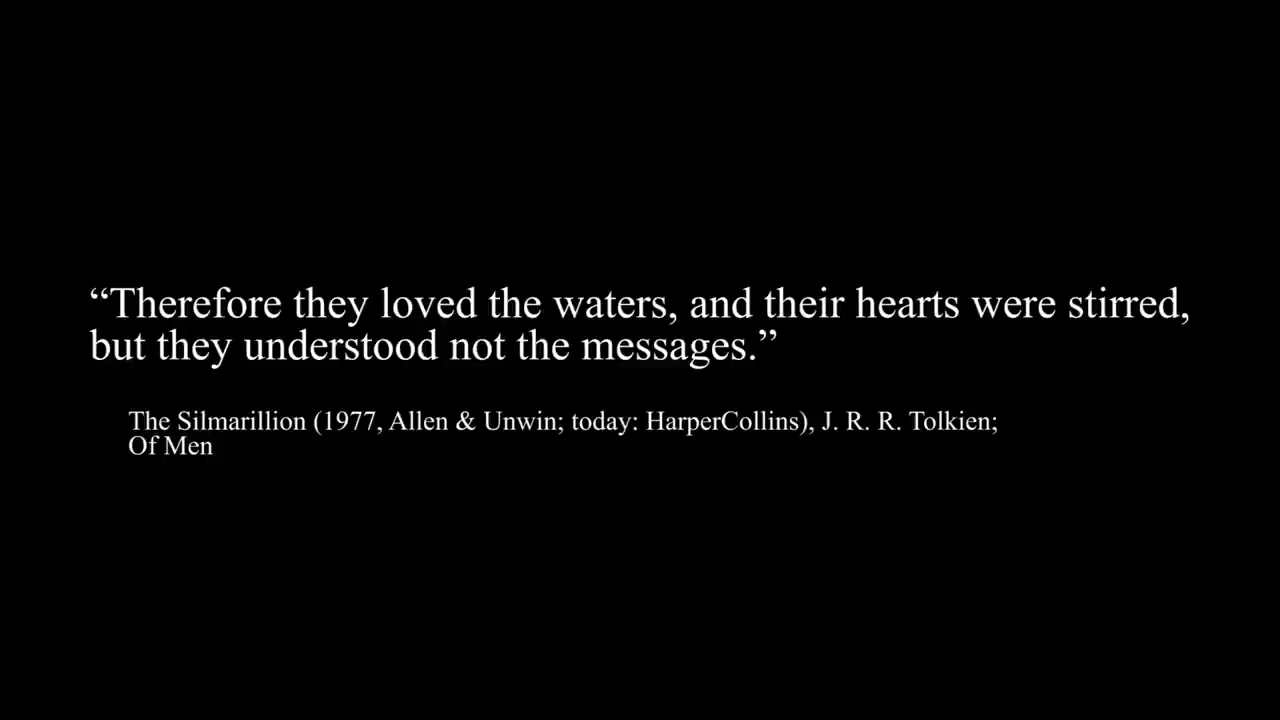 “Therefore they loved the waters, and their hearts were stirred,
but they understood not the messages.”
The Silmarillion (1977, Allen & Unwin; today: HarperCollins), J. R. R. Tolkien;
Of Men